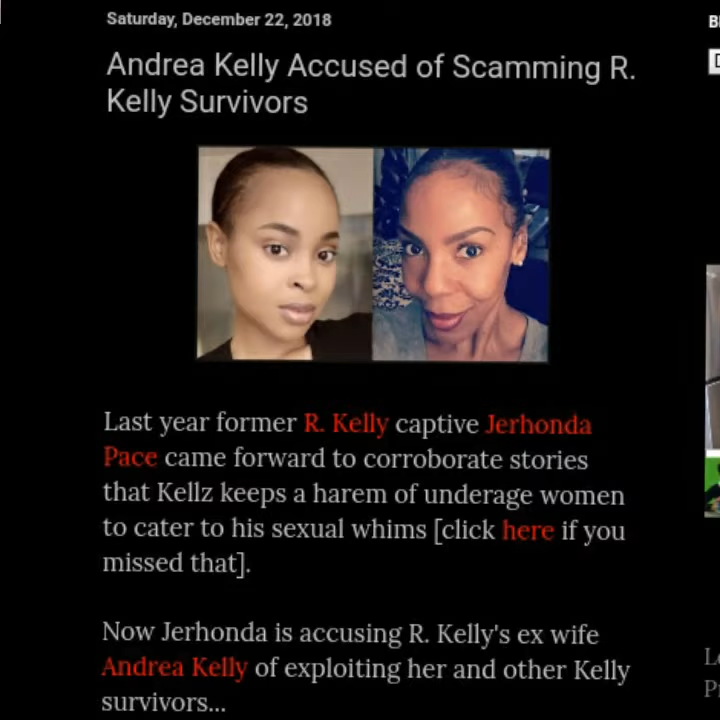 Saturday, December 22, 2018
Andrea Kelly Accused of Scamming R.
Kelly Survivors
Last year former R. Kelly captive Jerhonda
Pace came forward to corroborate stories
that Kellz keeps a harem of underage women
to cater to his sexual whims [click here if you
missed that].
Now Jerhonda is accusing R. Kelly's ex wife
Andrea Kelly of exploiting her and other Kelly
survivors...